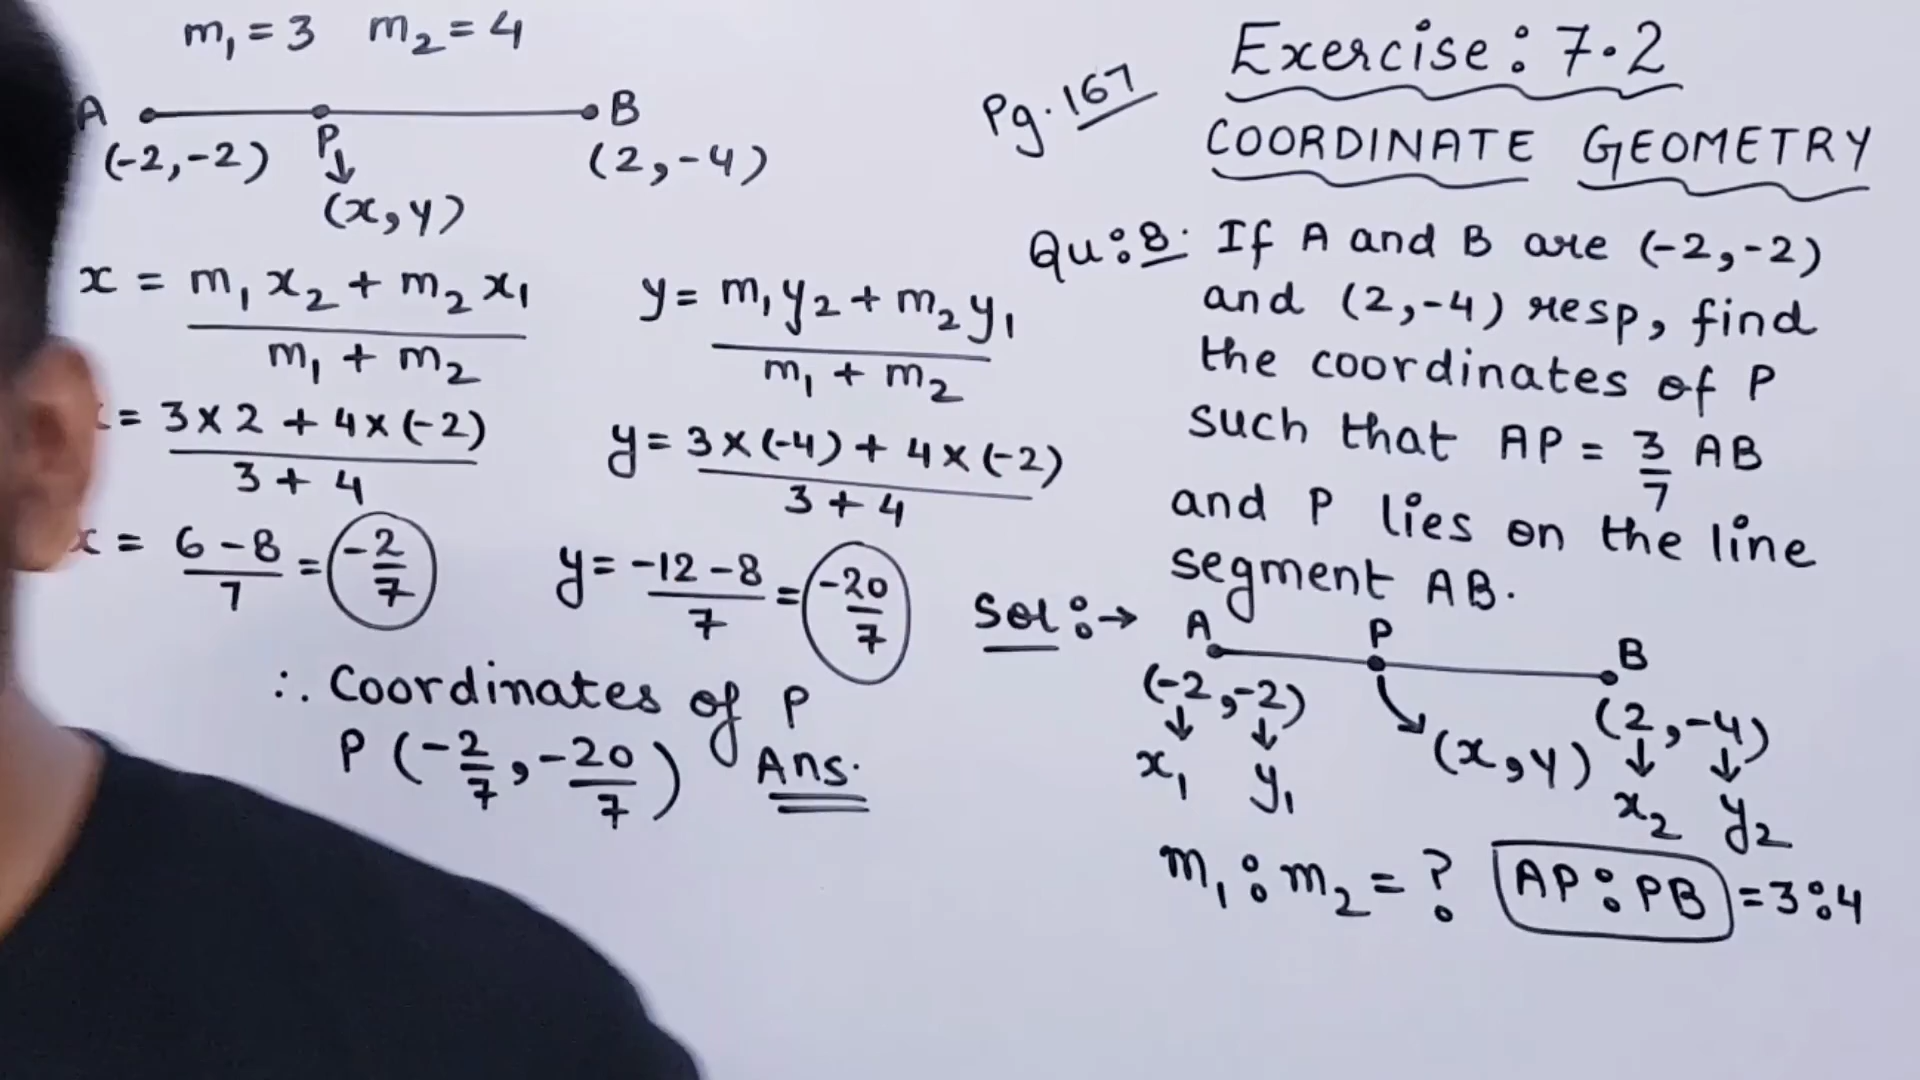 Exercise: 7.2
Pg. 167
COORDINATE GEOMETRY
Qu:8. If A and B are (-2,-2)
and (2,-4) resp, find
the coordinates of P
such that AP = 3/7 AB
and P lies on the line
segment AB.
Sol:→
A P B
(-2,-2) (x,y) (2,-4)
x₁ y₁ x₂ y₂
m₁:m₂=? AP:PB =3:4
m₁=3 m₂=4
A P B
(-2,-2) (x,y) (2,-4)
x = m₁x₂+m₂x₁ / m₁+m₂
y= m₁y₂+m₂y₁ / m₁+m₂
= 3×2+4×(-2) / 3+4
y= 3×(-4)+4×(-2) / 3+4
x = 6-8/7 = -2/7
y= -12-8/7 = -20/7
∴ Coordinates of P
P(-2/7,-20/7) Ans.